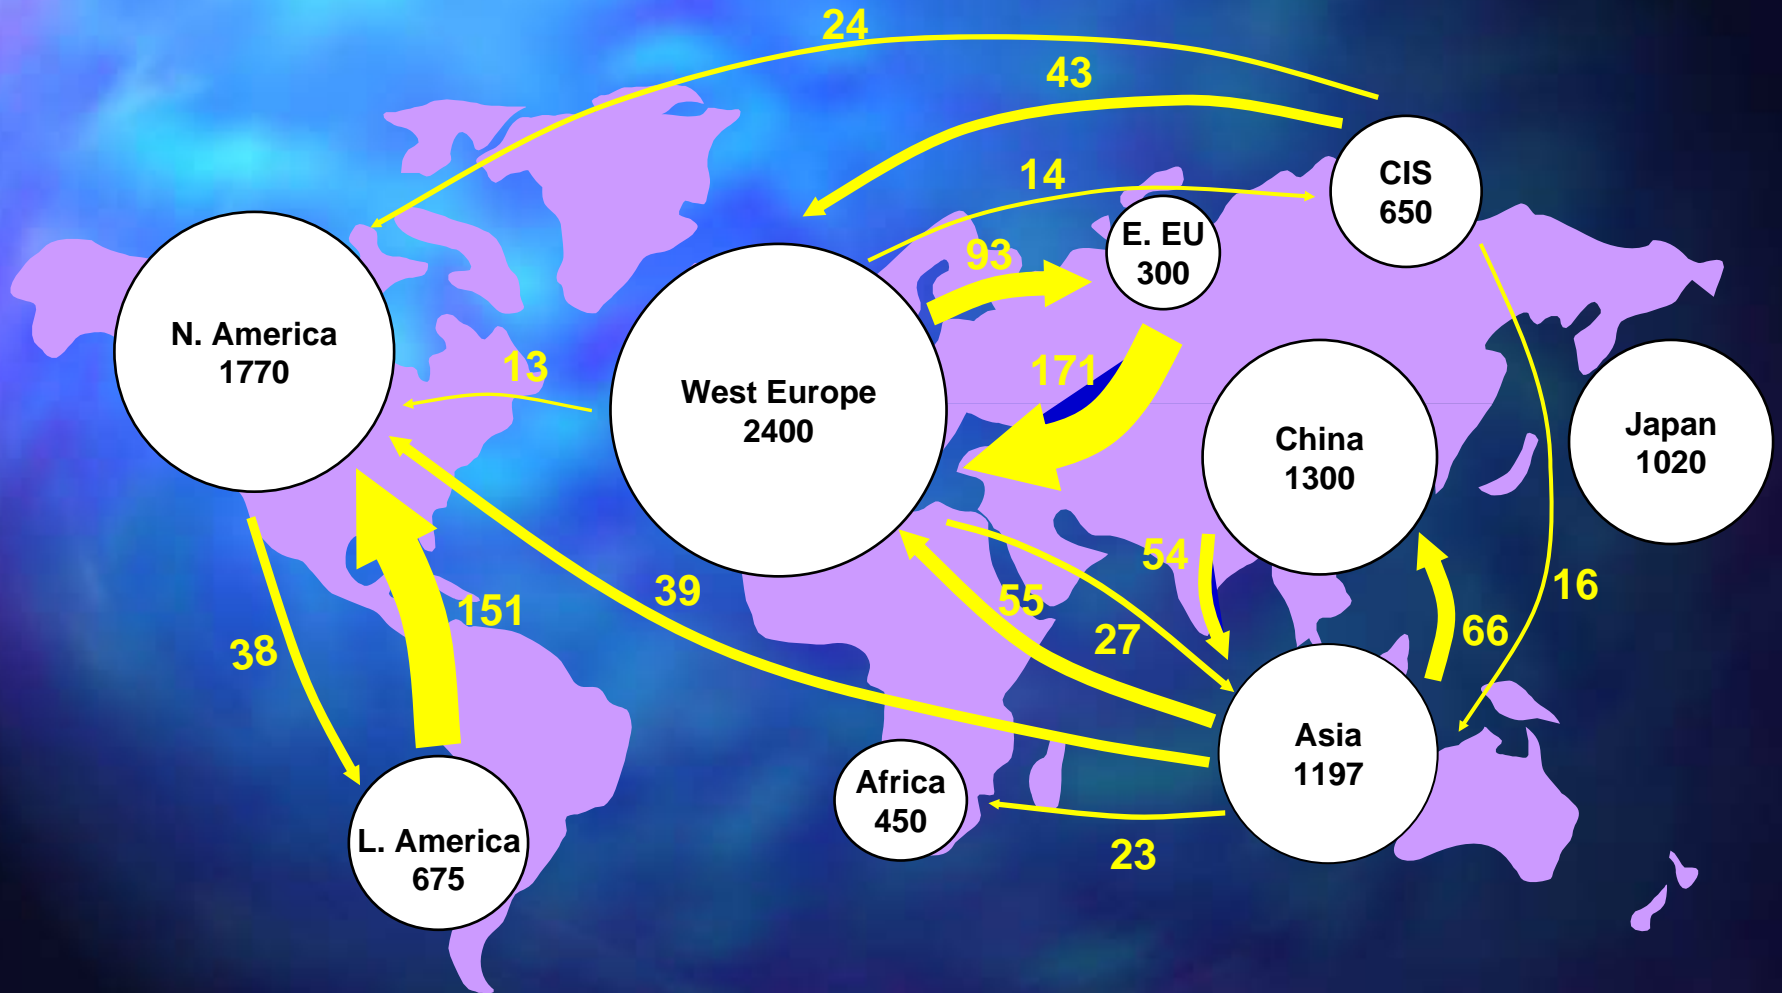 24
43
14
CIS
650
E. EU
300
93
N. America
1770
13
171
West Europe
2400
China
1300
Japan
1020
54
39
55
27
16
66
151
38
Asia
1197
Africa
450
23
L. America
675